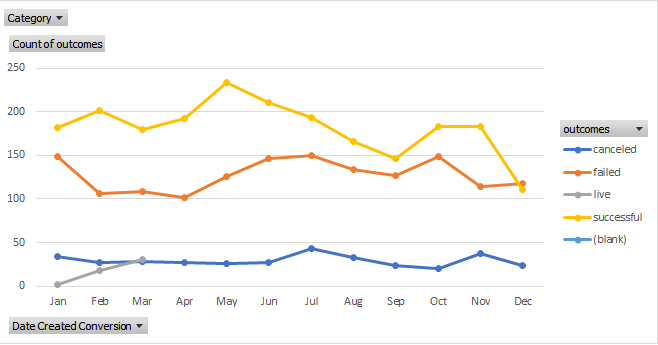 Category
Count of outcomes
250
200
150
100
50
0
Jan Feb Mar Apr May Jun Jul Aug Sep Oct Nov Dec
outcomes
canceled
failed
live
successful
(blank)
Date Created Conversion